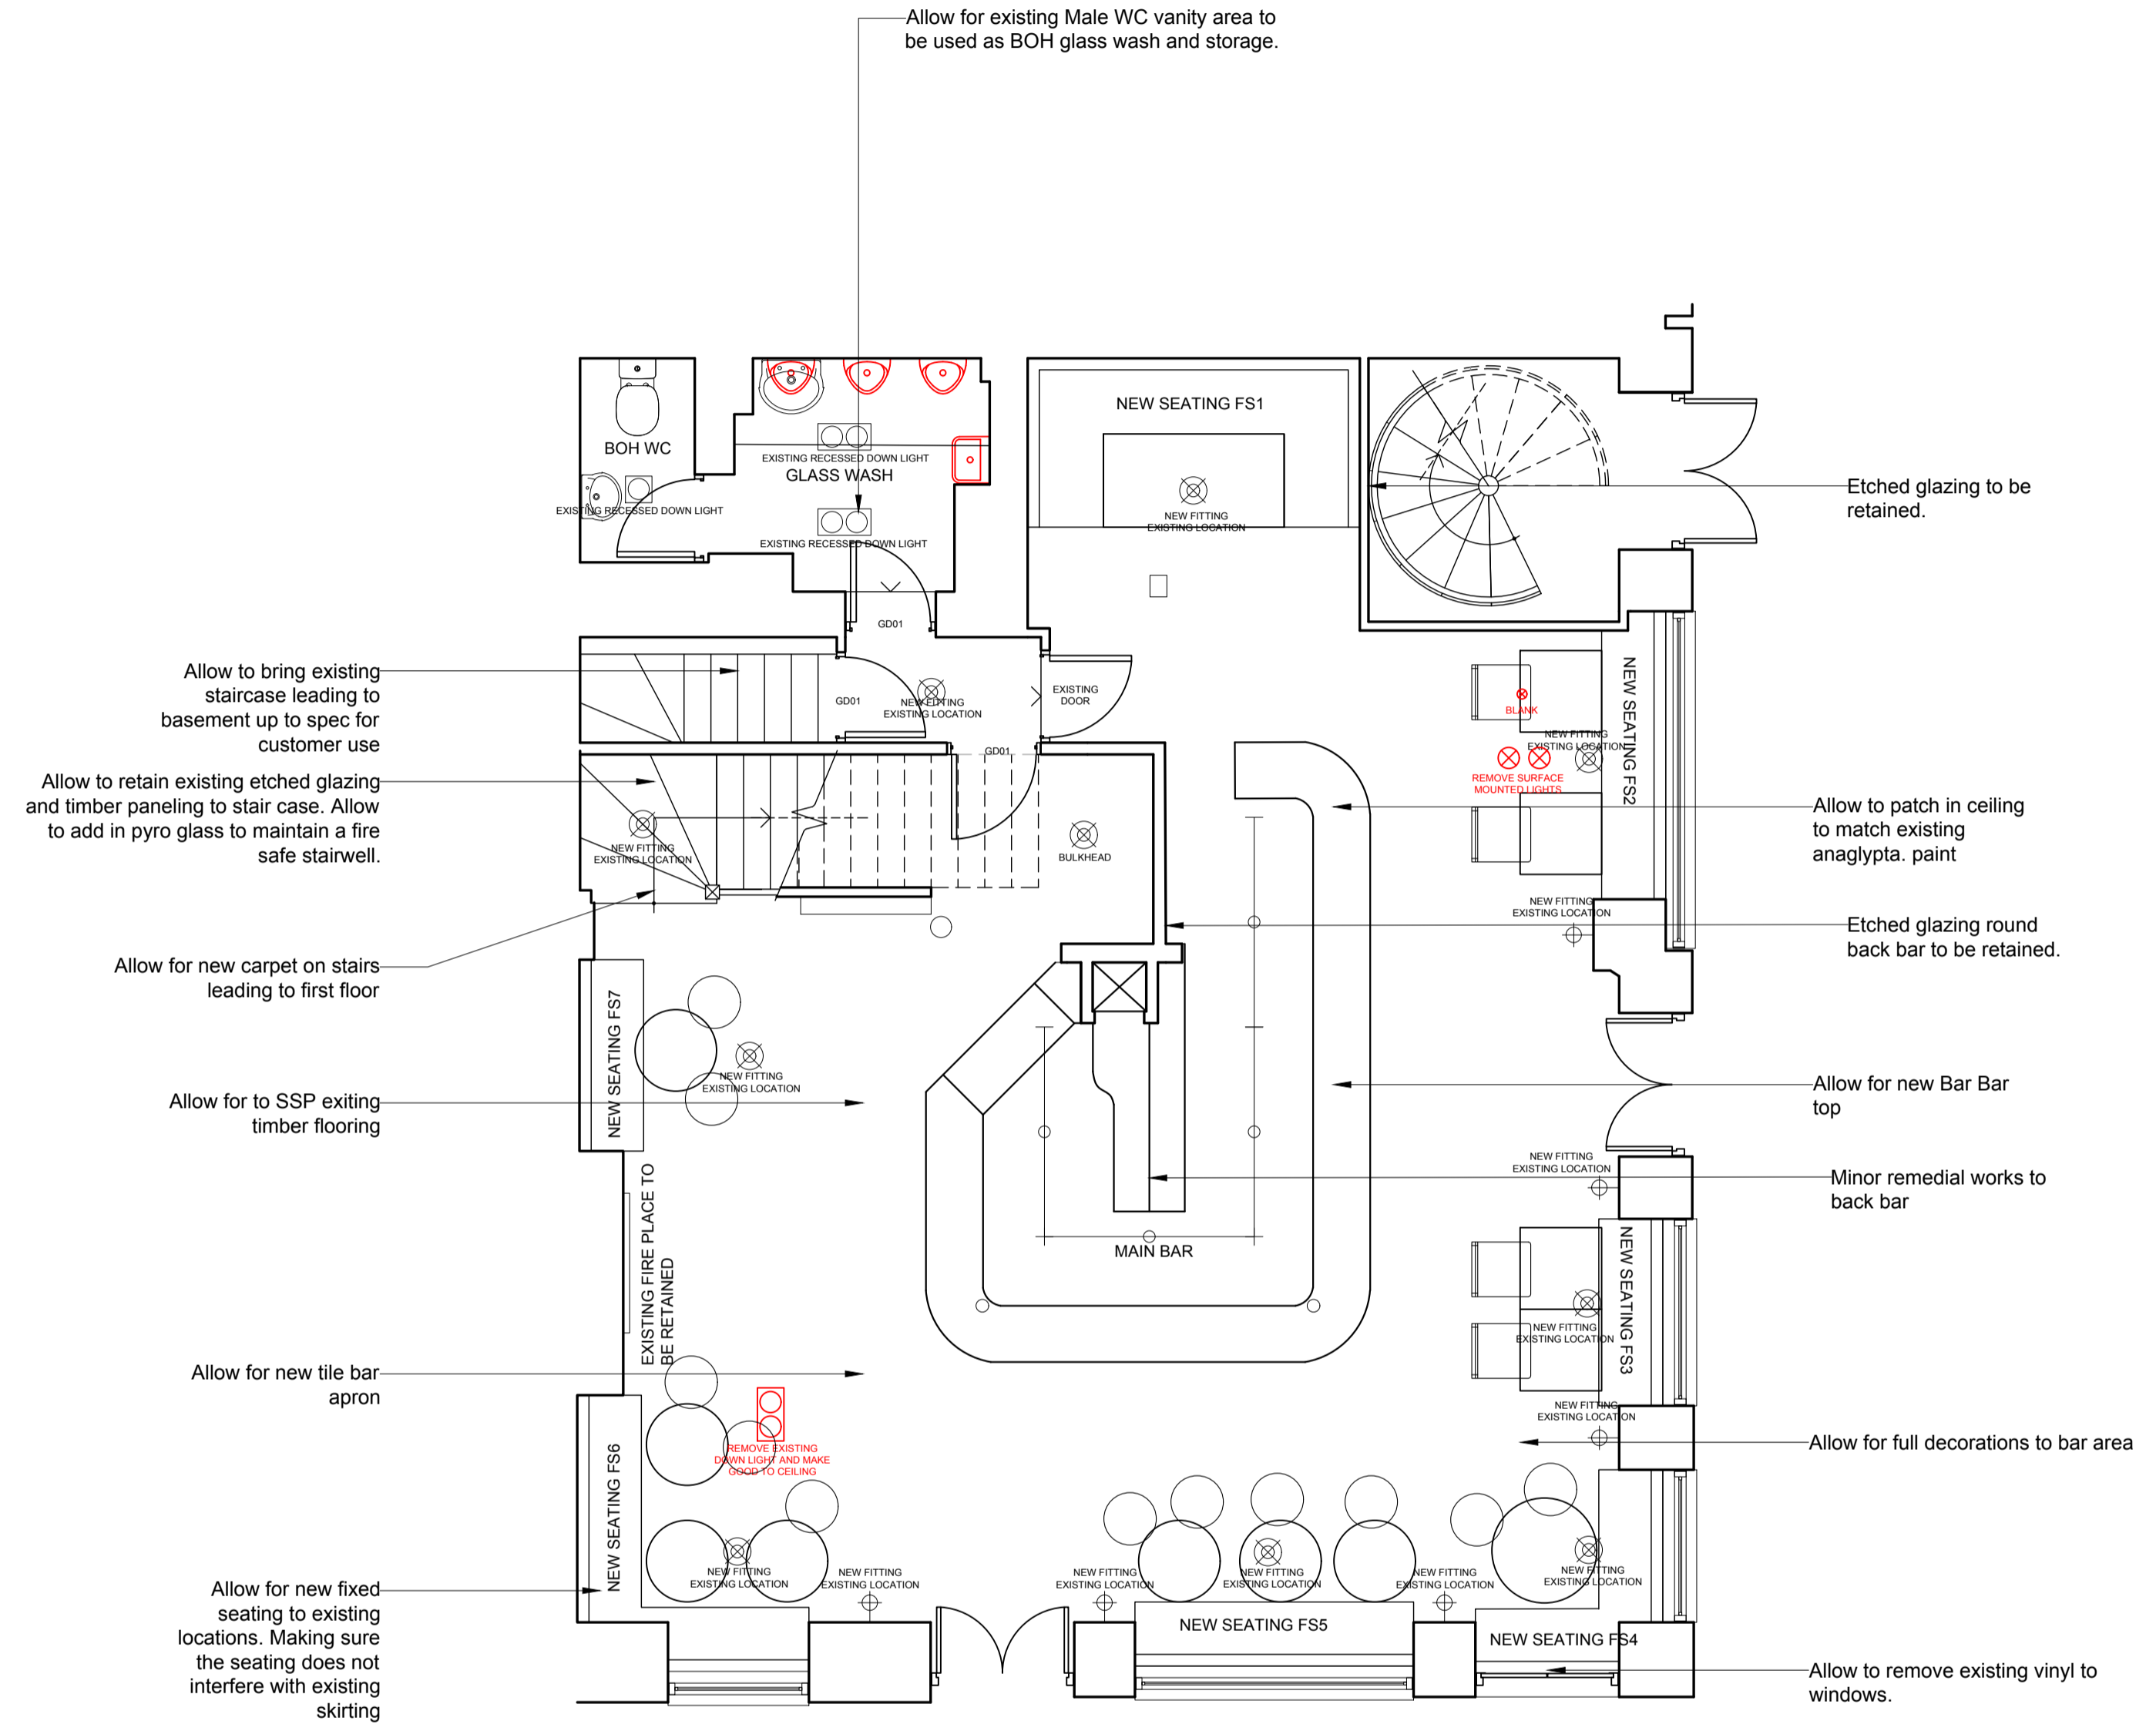 Allow for existing Male WC vanity area to
be used as BOH glass wash and storage.
NEW SEATING FS1
BOH WC
EXISTING RECESSED DOWN LIGHT
GLASS WASH
EXISTING RECESSED DOWN LIGHT
EXISTING RECESSED DOWN LIGHT
NEW FITTING
EXISTING LOCATION
Etched glazing to be
retained.
GD01
Allow to bring existing
staircase leading to
basement up to spec for
customer use
GD01
NEW FITTING
EXISTING LOCATION
EXISTING
DOOR
GD01
BLANK
NEW FITTING
EXISTING LOCATION
REMOVE SURFACE
MOUNTED LIGHTS
NEW SEATING FS2
Allow to retain existing etched glazing
and timber paneling to stair case. Allow
to add in pyro glass to maintain a fire
safe stairwell.
NEW FITTING
EXISTING LOCATION
BULKHEAD
Allow to patch in ceiling
to match existing
anaglypta. paint
NEW FITTING
EXISTING LOCATION
Etched glazing round
back bar to be retained.
Allow for new carpet on stairs
leading to first floor
NEW SEATING FS7
NEW FITTING
EXISTING LOCATION
Allow for to SSP exiting
timber flooring
Allow for new Bar Bar
top
NEW FITTING
EXISTING LOCATION
Minor remedial works to
back bar
EXISTING FIRE PLACE TO
BE RETAINED
MAIN BAR
NEW SEATING FS3
NEW FITTING
EXISTING LOCATION
Allow for new tile bar
apron
NEW FITTING
EXISTING LOCATION
REMOVE EXISTING
DOWN LIGHT AND MAKE
GOOD TO CEILING
Allow for full decorations to bar area
NEW SEATING FS6
NEW FITTING
EXISTING LOCATION
NEW FITTING
EXISTING LOCATION
NEW FITTING
EXISTING LOCATION
NEW FITTING
EXISTING LOCATION
NEW FITTING
EXISTING LOCATION
NEW FITTING
EXISTING LOCATION
Allow for new fixed
seating to existing
locations. Making sure
the seating does not
interfere with existing
skirting
NEW SEATING FS5
NEW SEATING FS4
Allow to remove existing vinyl to
windows.